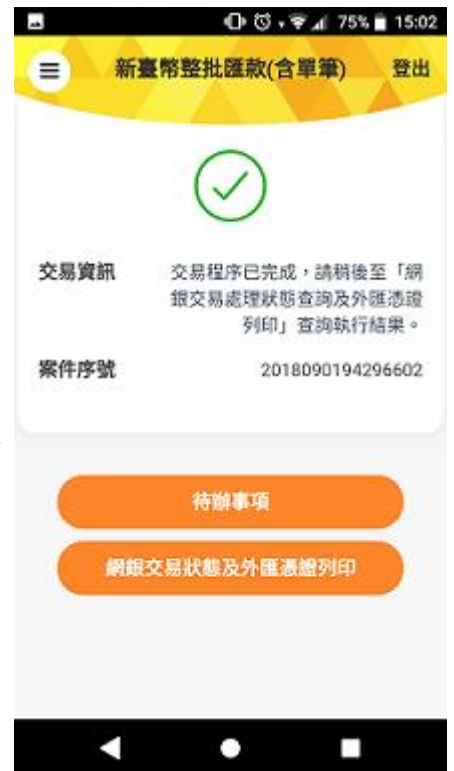 75% 15:02
新臺幣整批匯款(含單筆) 登出
交易資訊 交易程序已完成，請稍後至「網
銀交易處理狀態查詢及外匯憑證
列印」查詢執行結果。
案件序號 2018090194296602
待辦事項
網銀交易狀態及外匯憑證列印